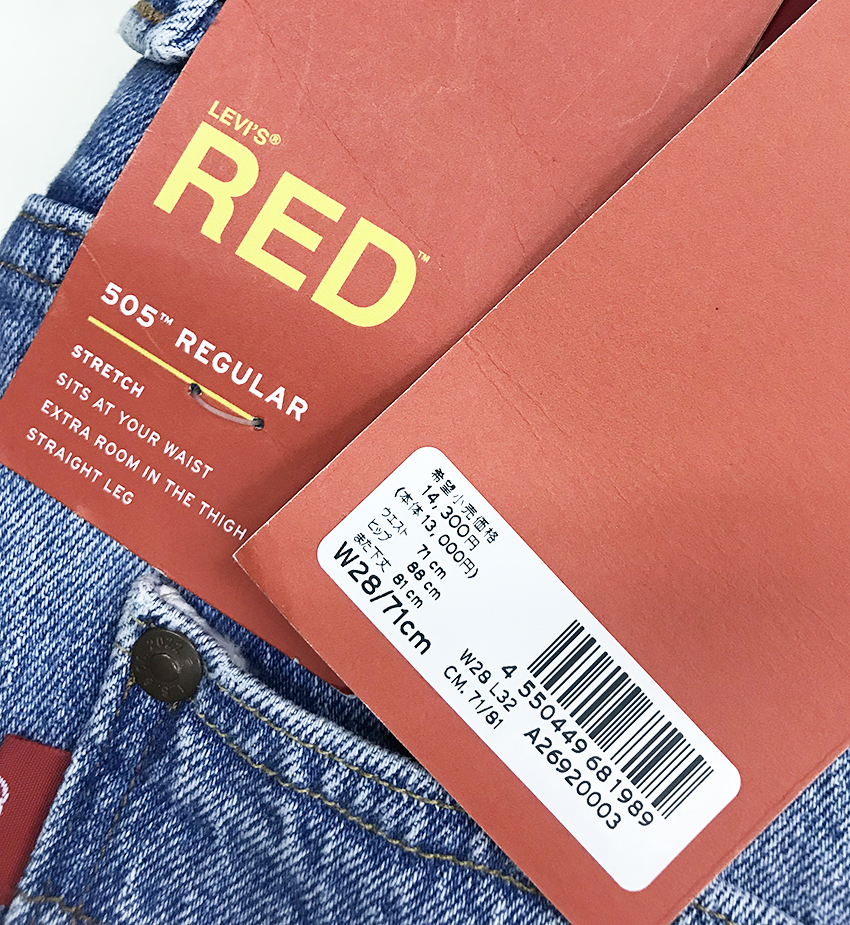 LEVI'S®
RED™
505™ REGULAR
STRETCH
SITS AT YOUR WAIST
EXTRA ROOM IN THE THIGH
STRAIGHT LEG
希望小売価格
14,300円
(本体 13,000円)
ウエスト 71cm
ヒップ 88cm
また下丈 81cm
W28/71cm
W28 L32
CM. 71/81
4 550449 681989
A26920003